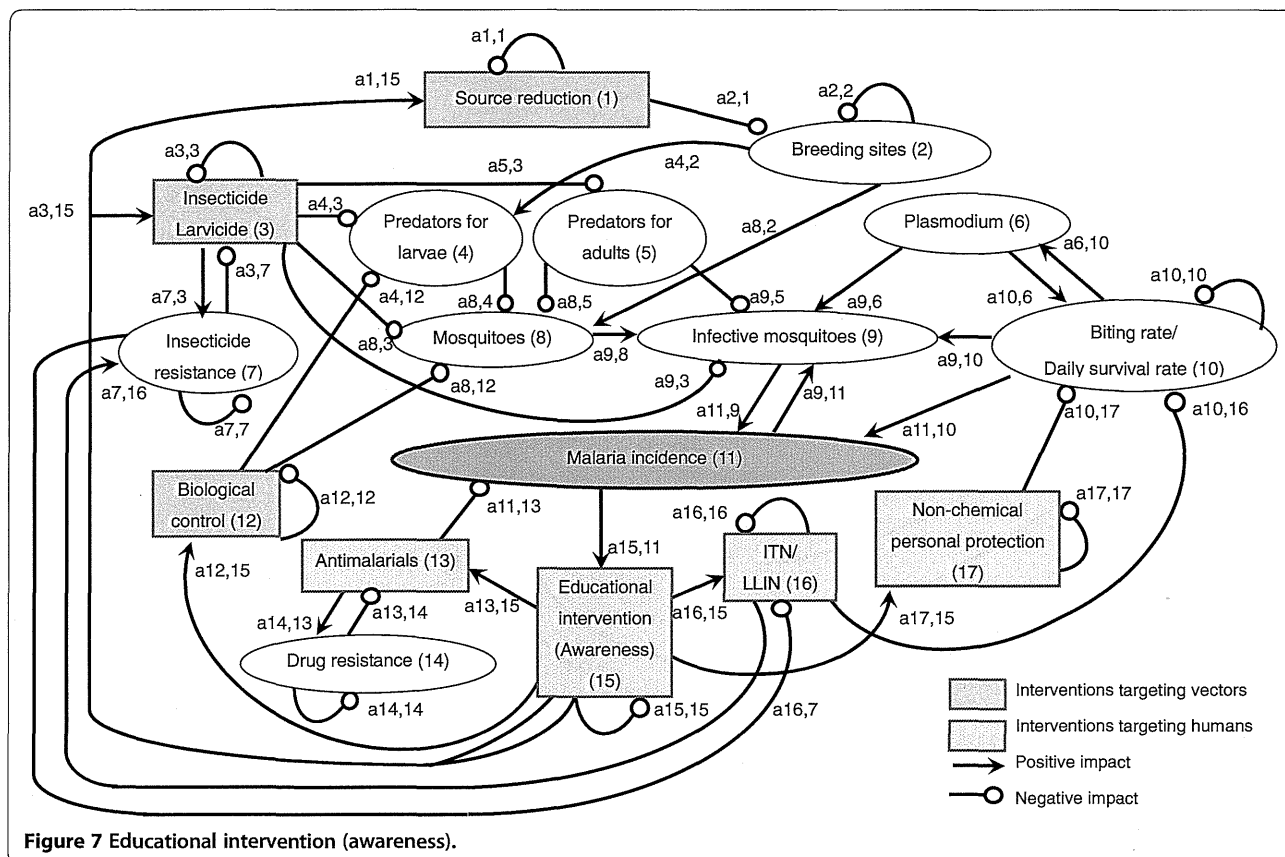 a1,1
a1,15
Source reduction (1)
a2,1
a2,2
Breeding sites (2)
a3,3
a5,3
a4,2
a3,15
Insecticide
Larvicide (3)
a4,3
Predators for
larvae (4)
Predators for
adults (5)
a8,2
Plasmodium (6)
a6,10
a3,7
a7,3
a4,12
a8,4
a8,5
a9,5
a9,6
a10,6
a10,10
Insecticide
resistance (7)
a8,3
Mosquitoes (8)
a9,8
Infective mosquitoes (9)
a9,10
Biting rate/
Daily survival rate (10)
a7,16
a7,7
a8,12
a9,3
a11,9
a9,11
a11,10
a10,17
a10,16
Malaria incidence (11)
Biological
control (12)
a12,12
a11,13
a16,16
a17,17
Non-chemical
personal protection
(17)
a12,15
Antimalarials (13)
a15,11
ITN/
LLIN (16)
a13,15
Educational
intervention
(Awareness)
(15)
a16,15
a17,15
a14,13
a13,14
Drug resistance (14)
a14,14
a15,15
a16,7
Interventions targeting vectors
Interventions targeting humans
Positive impact
Negative impact
Figure 7 Educational intervention (awareness).